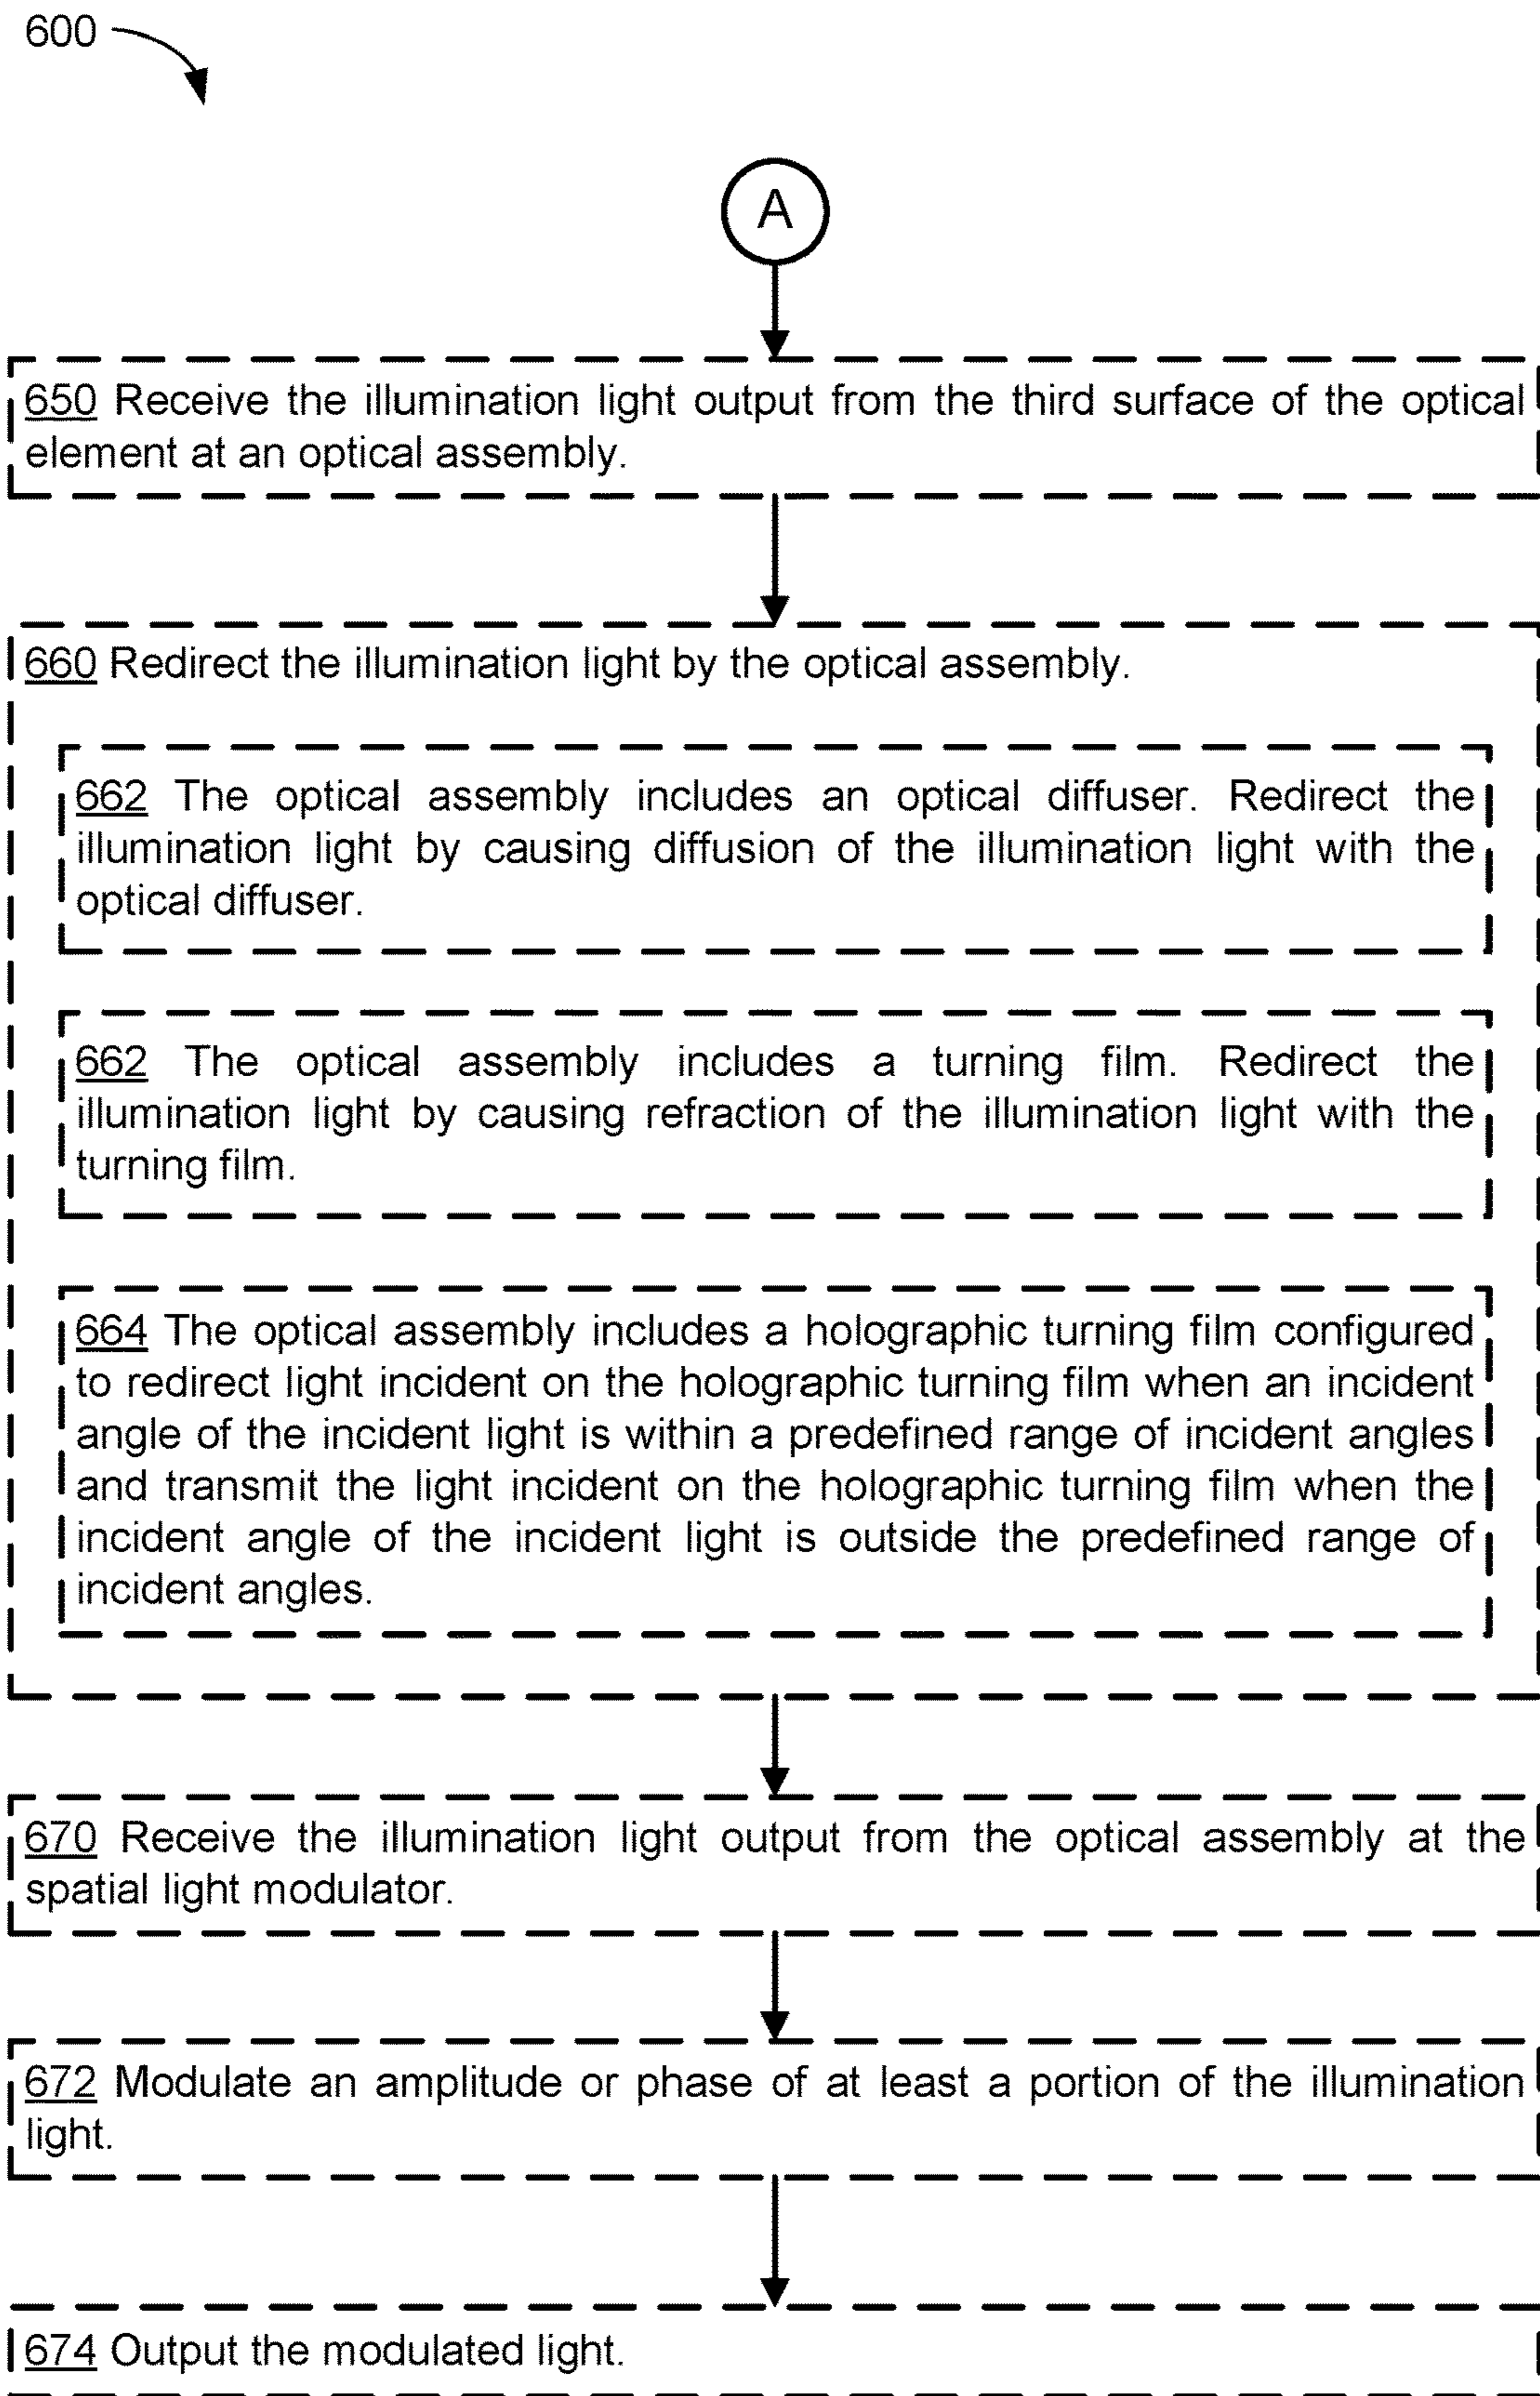 600
A
650 Receive the illumination light output from the third surface of the optical
element at an optical assembly.
660 Redirect the illumination light by the optical assembly.
662 The optical assembly includes an optical diffuser. Redirect the
illumination light by causing diffusion of the illumination light with the
optical diffuser.
662 The optical assembly includes a turning film. Redirect the
illumination light by causing refraction of the illumination light with the
turning film.
664 The optical assembly includes a holographic turning film configured
to redirect light incident on the holographic turning film when an incident
angle of the incident light is within a predefined range of incident angles
and transmit the light incident on the holographic turning film when the
incident angle of the incident light is outside the predefined range of
incident angles.
670 Receive the illumination light output from the optical assembly at the
spatial light modulator.
672 Modulate an amplitude or phase of at least a portion of the illumination
light.
674 Output the modulated light.